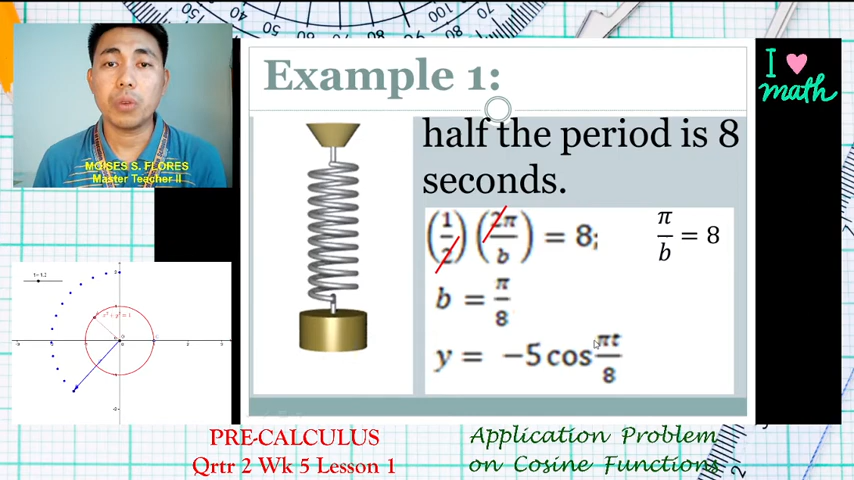 Example 1:
I ♥
math
MOISES S. FLORES
Master Teacher II
half the period is 8
seconds.
(1/2)(2π/b) = 8;
π/b = 8
b = π/8
y = −5 cos πt/8
PRE-CALCULUS
Qrtr 2 Wk 5 Lesson 1
Application Problem
on Cosine Functions